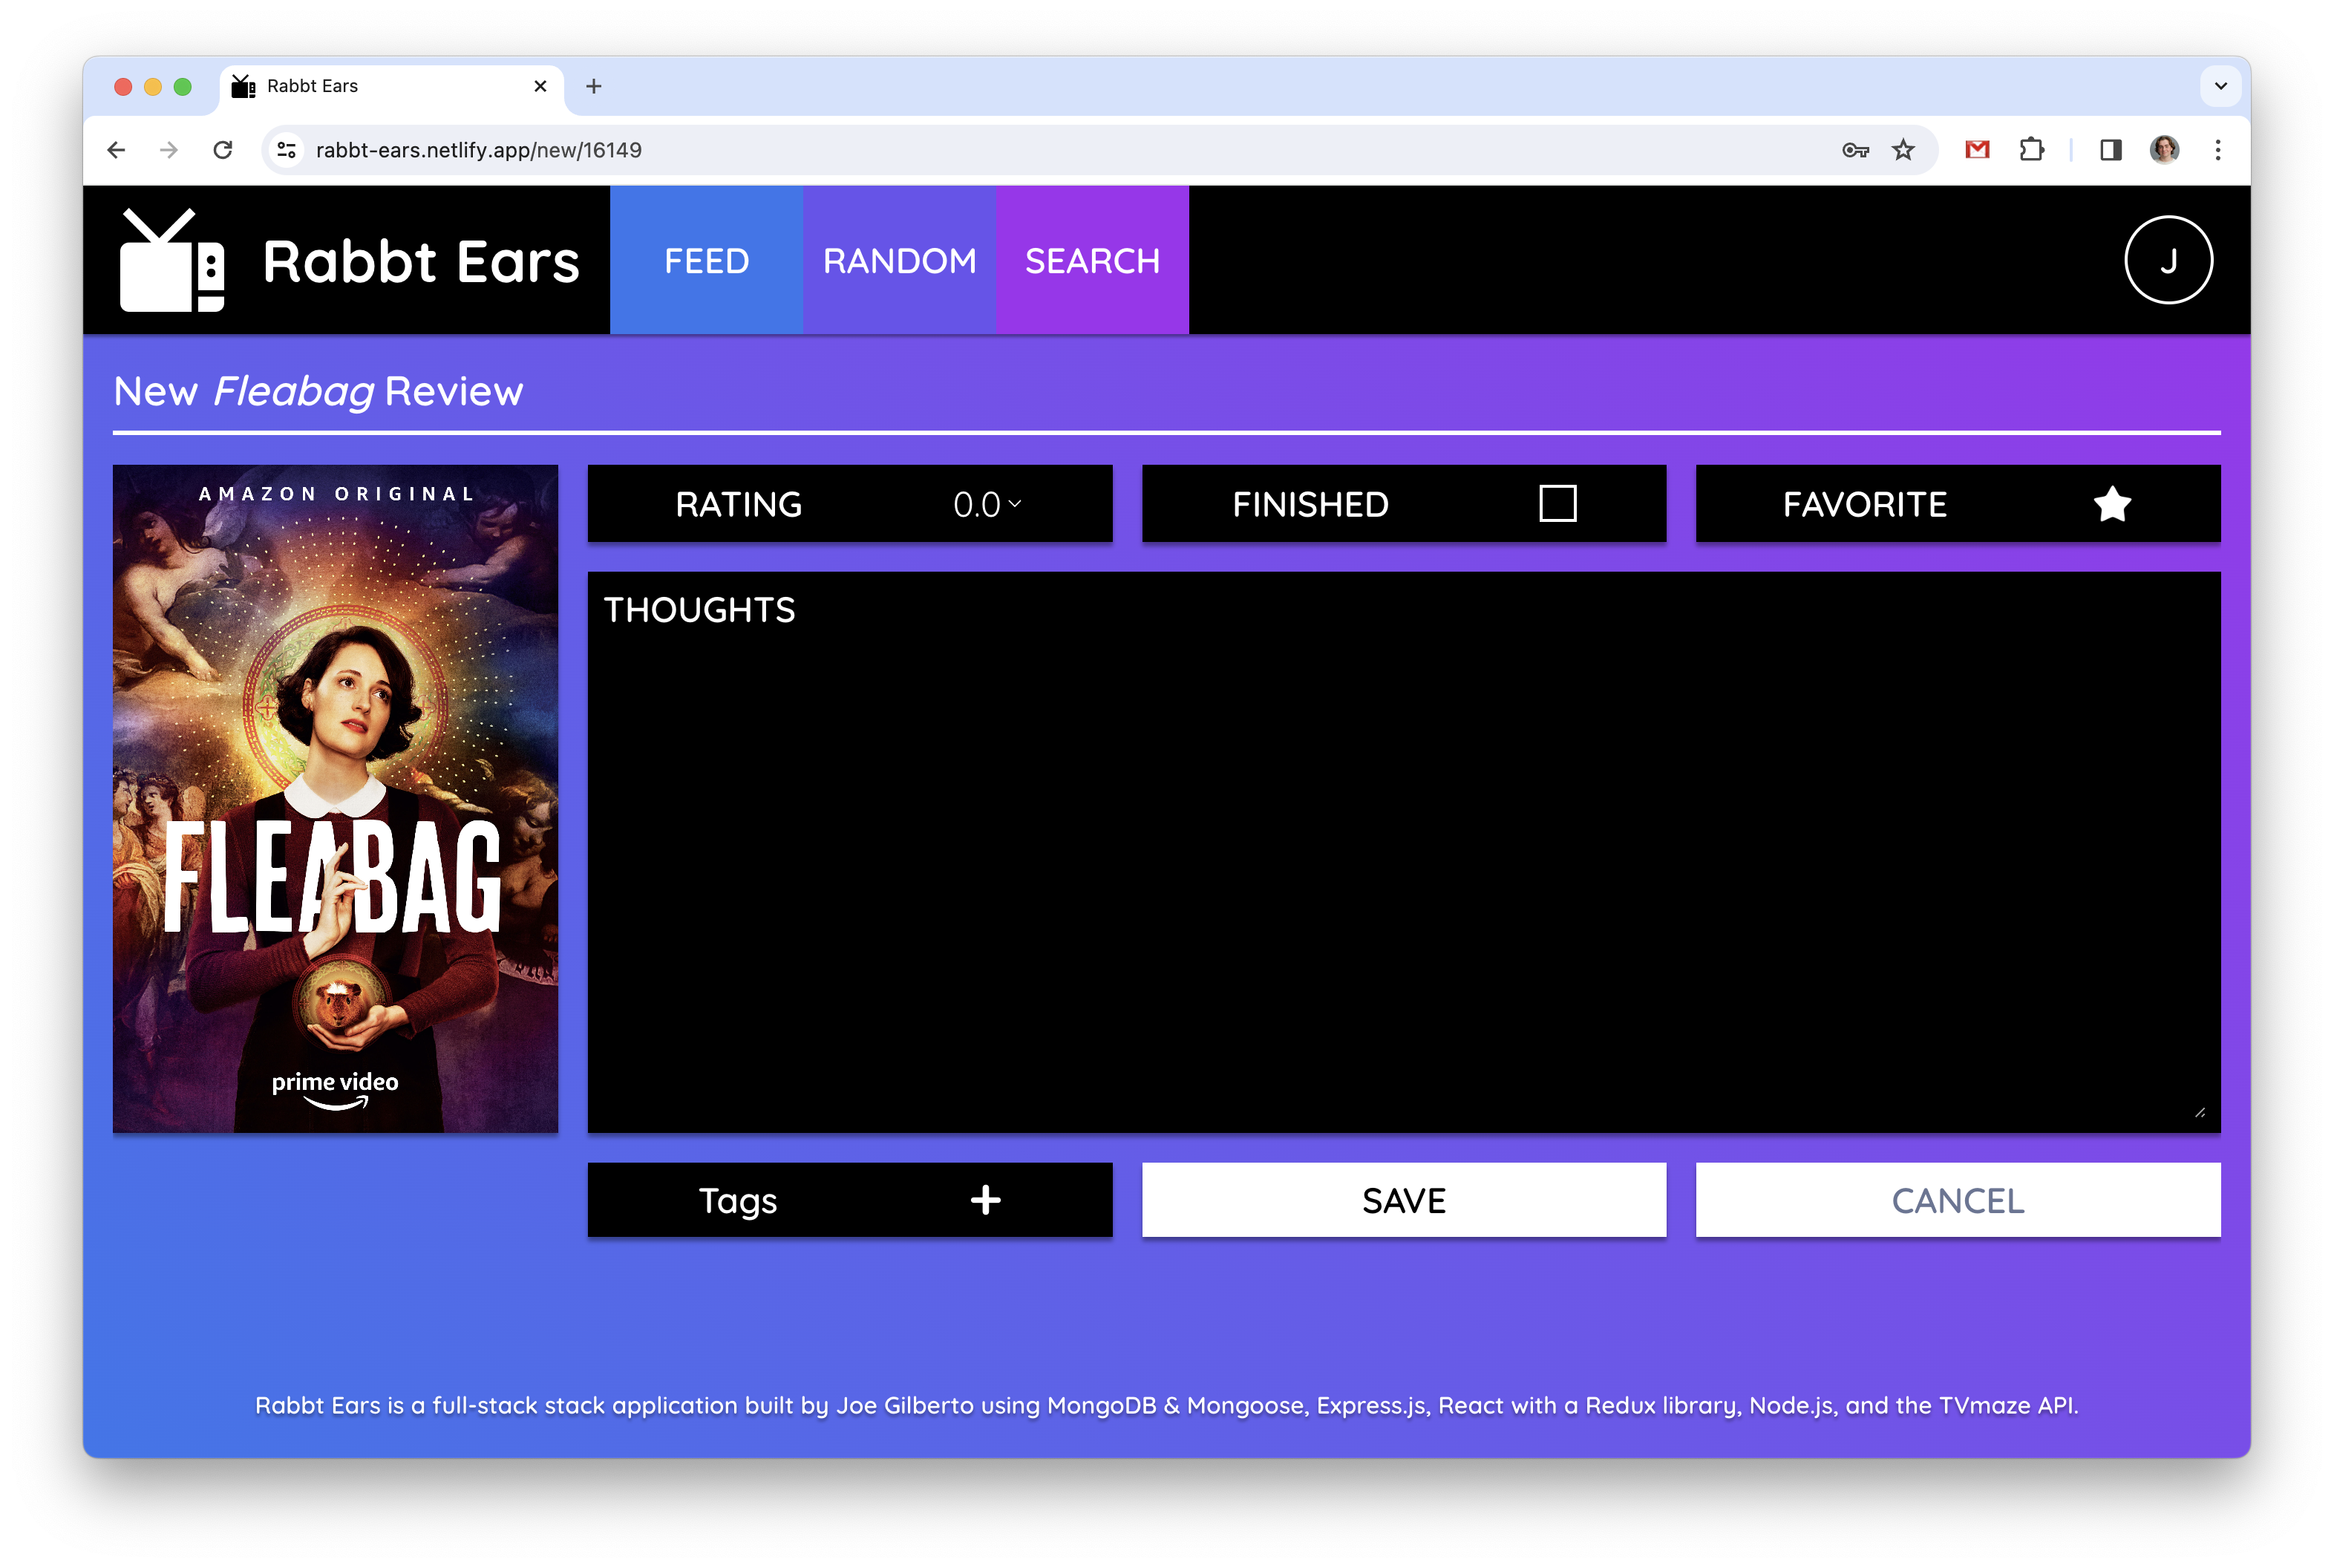 Rabbt Ears
rabbt-ears.netlify.app/new/16149
Rabbt Ears
FEED
RANDOM
SEARCH
J
New Fleabag Review
AMAZON ORIGINAL
FLEABAG
prime video
RATING
0.0
FINISHED
FAVORITE
THOUGHTS
Tags
SAVE
CANCEL
Rabbt Ears is a full-stack stack application built by Joe Gilberto using MongoDB & Mongoose, Express.js, React with a Redux library, Node.js, and the TVmaze API.